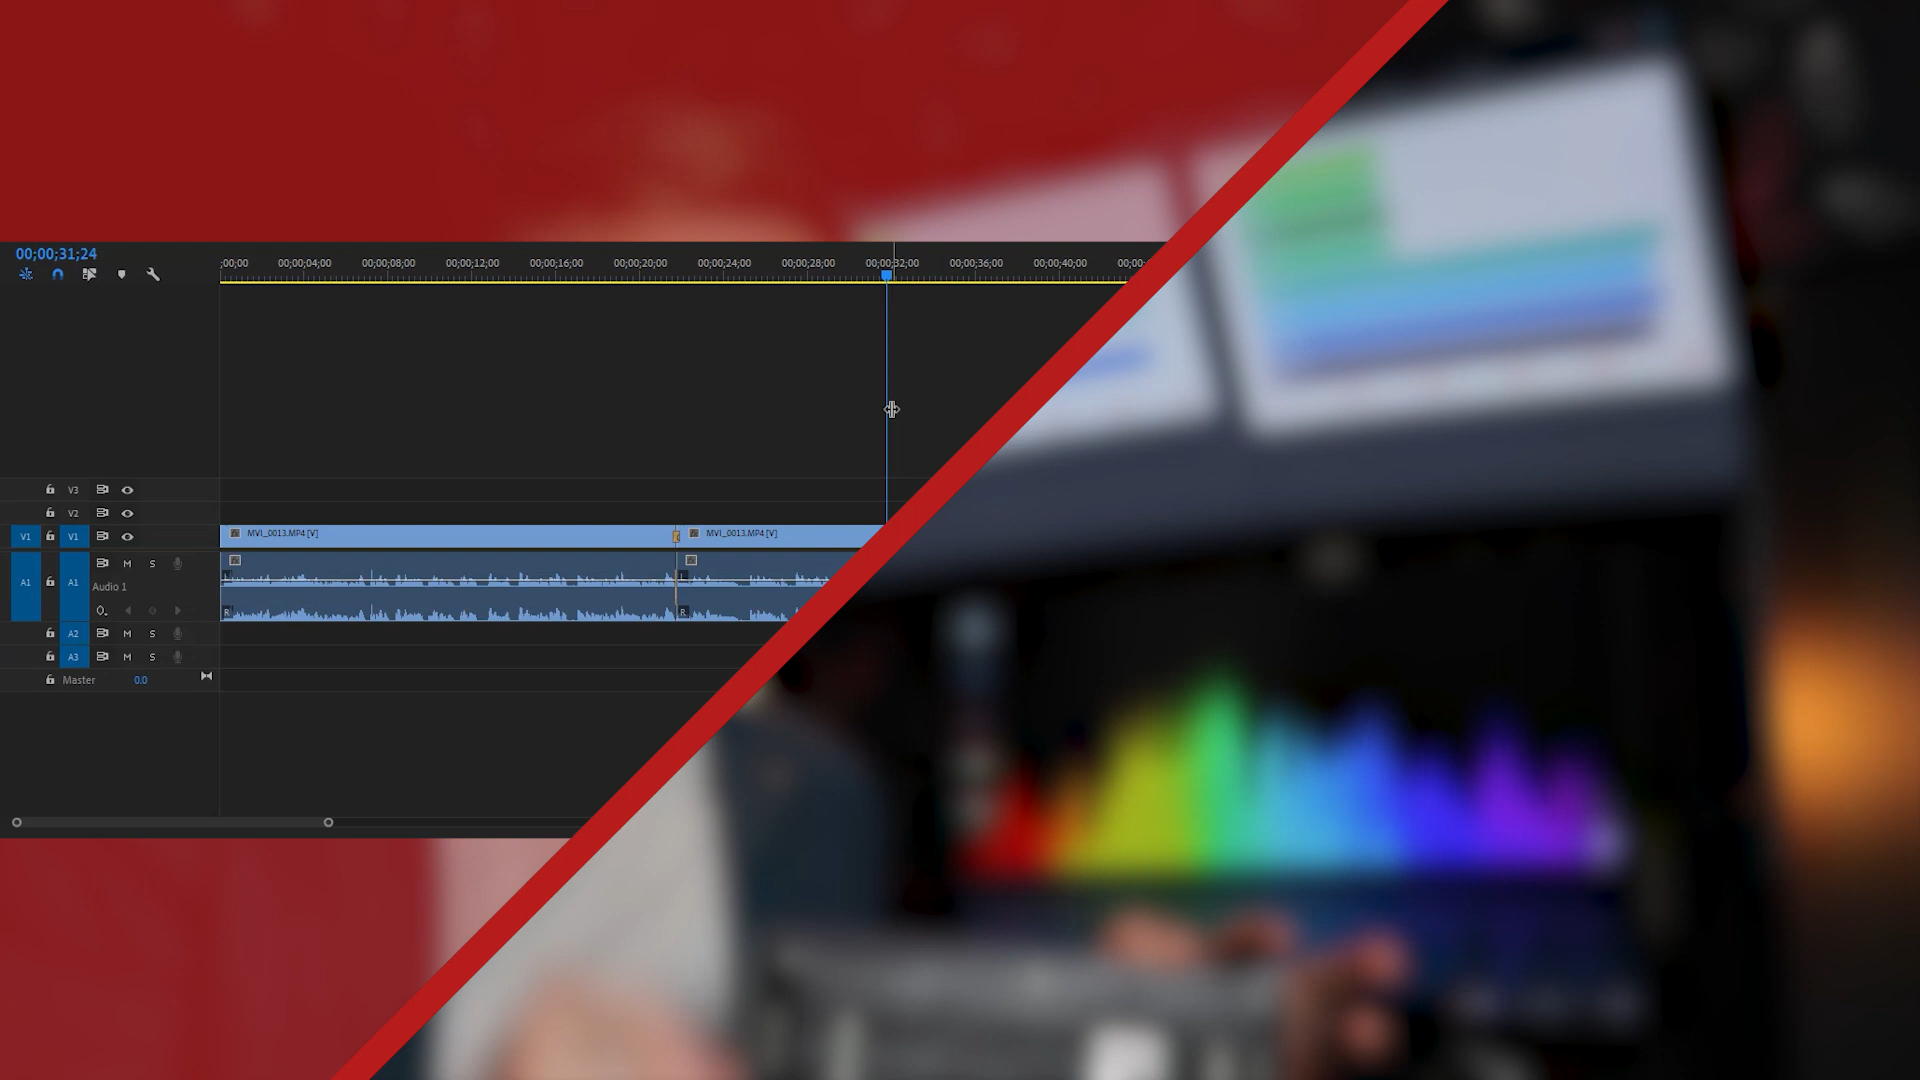 00;00;31;24
;00;00 00;00;04;00 00;00;08;00 00;00;12;00 00;00;16;00 00;00;20;00 00;00;24;00 00;00;28;00 00;00;32;00 00;00;36;00 00;00;40;00
V3
V2
V1 V1 MVI_0013.MP4 [V] MVI_0013.MP4 [V]
M S
A1 A1 L L
Audio 1
R R
A2 M S
A3 M S
Master 0.0